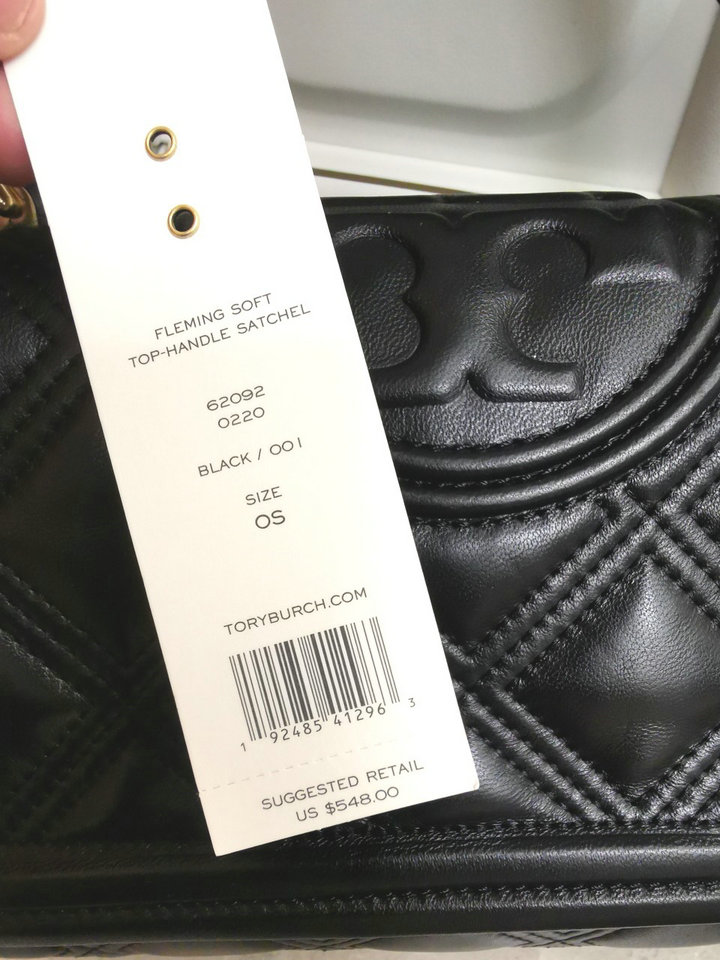 FLEMING SOFT
TOP-HANDLE SATCHEL
62092
0220
BLACK / 001
SIZE
OS
TORYBURCH.COM
1 92485 41296 3
SUGGESTED RETAIL
US $548.00